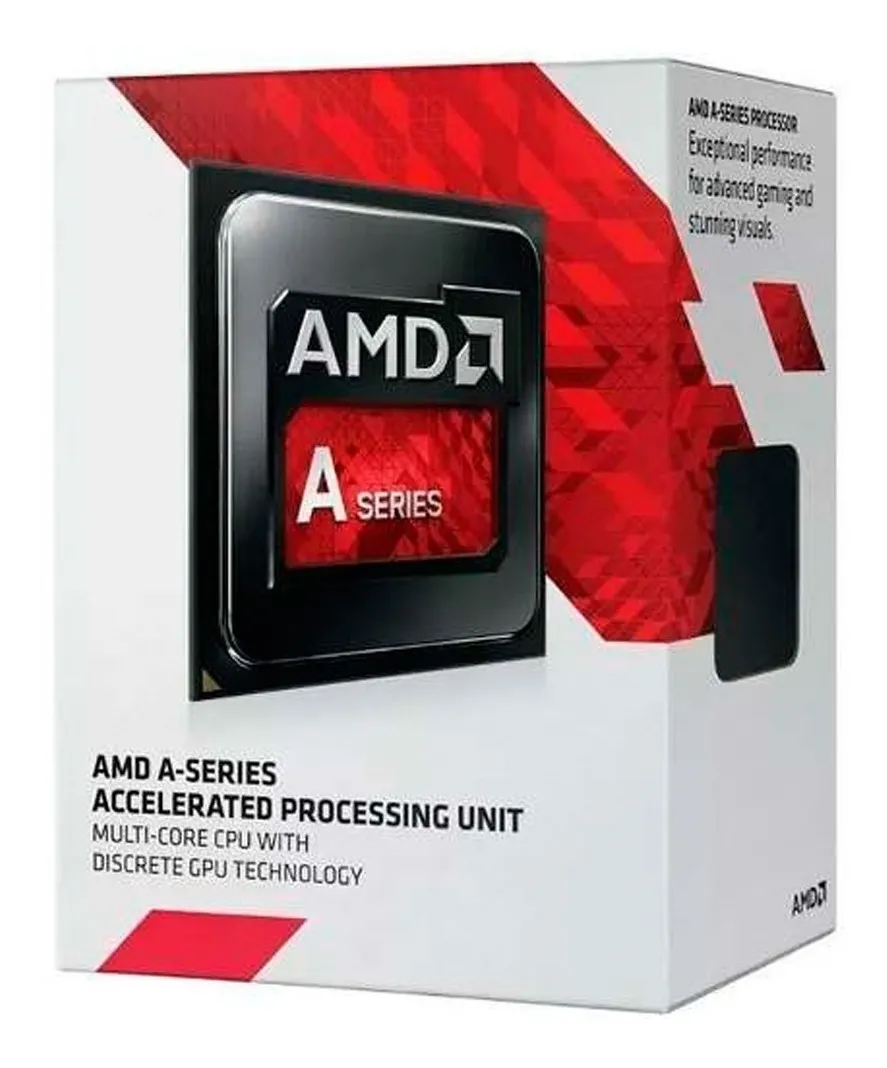 AMD
A SERIES
AMD A-SERIES
ACCELERATED PROCESSING UNIT
MULTI-CORE CPU WITH
DISCRETE GPU TECHNOLOGY
AMD A-SERIES PROCESSOR
Exceptional performance
for advanced gaming and
stunning visuals.
AMD